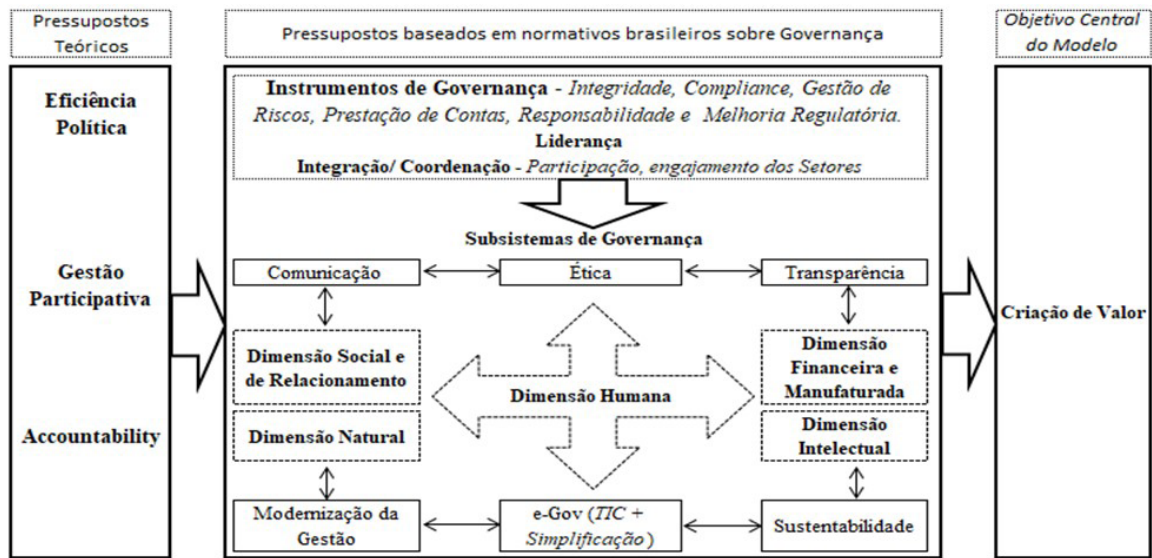 Pressupostos
Teóricos
Pressupostos baseados em normativos brasileiros sobre Governança
Objetivo Central
do Modelo
Eficiência
Política
Gestão
Participativa
Accountability
Instrumentos de Governança - Integridade, Compliance, Gestão de
Riscos, Prestação de Contas, Responsabilidade e Melhoria Regulatória.
Liderança
Integração/ Coordenação - Participação, engajamento dos Setores
Subsistemas de Governança
Comunicação
Ética
Transparência
Dimensão Social e
de Relacionamento
Dimensão Humana
Dimensão
Financeira e
Manufaturada
Dimensão Natural
Dimensão
Intelectual
Modernização da
Gestão
e-Gov (TIC +
Simplificação)
Sustentabilidade
Criação de Valor